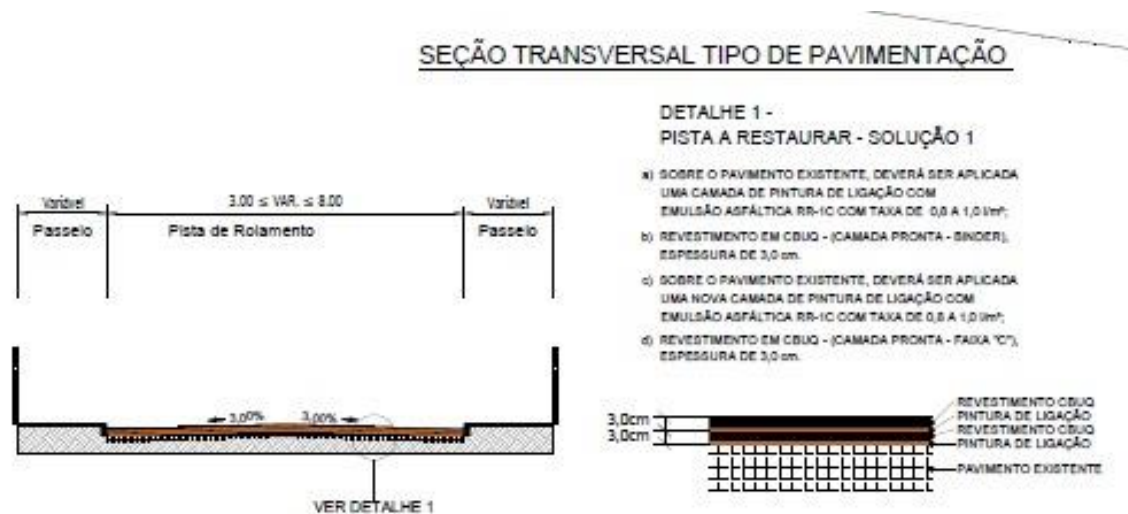 SEÇÃO TRANSVERSAL TIPO DE PAVIMENTAÇÃO
DETALHE 1 -
PISTA A RESTAURAR - SOLUÇÃO 1
a) SOBRE O PAVIMENTO EXISTENTE, DEVERÁ SER APLICADA
UMA CAMADA DE PINTURA DE LIGAÇÃO COM
EMULSÃO ASFÁLTICA RR-1C COM TAXA DE 0,8 A 1,0 l/m²;
b) REVESTIMENTO EM CBUQ - (CAMADA PRONTA - BINDER),
ESPESSURA DE 3,0 cm.
c) SOBRE O PAVIMENTO EXISTENTE, DEVERÁ SER APLICADA
UMA NOVA CAMADA DE PINTURA DE LIGAÇÃO COM
EMULSÃO ASFÁLTICA RR-1C COM TAXA DE 0,8 A 1,0 l/m²;
d) REVESTIMENTO EM CBUQ - (CAMADA PRONTA - FAIXA "C"),
ESPESSURA DE 3,0 cm.
Variável
3.00 ≤ VAR. ≤ 8.00
Variável
Passeio
Pista de Rolamento
Passeio
3,00%
3,00%
VER DETALHE 1
3,0cm
3,0cm
REVESTIMENTO CBUQ
PINTURA DE LIGAÇÃO
REVESTIMENTO CBUQ
PINTURA DE LIGAÇÃO
PAVIMENTO EXISTENTE